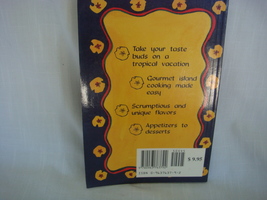 Take your taste
buds on a
tropical vacation
Gourmet island
cooking made
easy
Scrumptious and
unique flavors
Appetizers to
desserts
$ 9.95